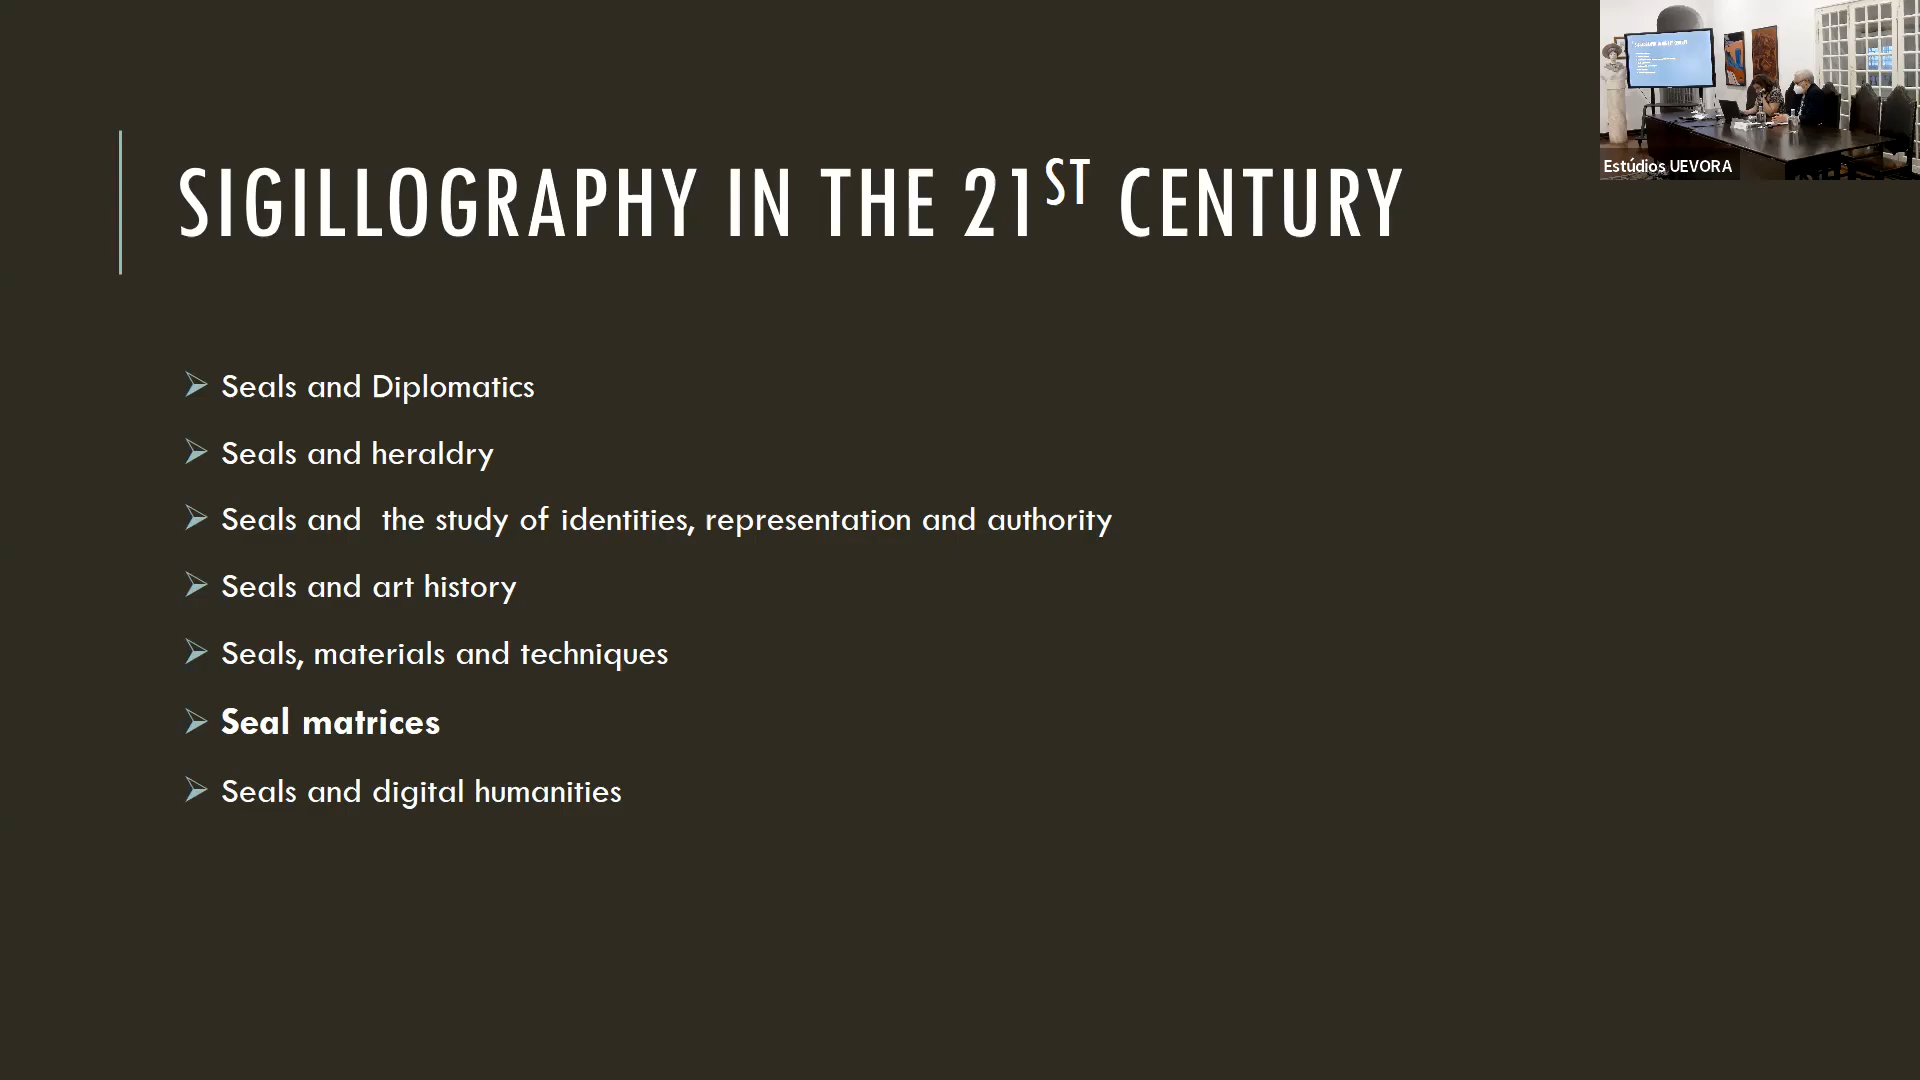 SIGILLOGRAPHY IN THE 21ST CENTURY
Seals and Diplomatics
Seals and heraldry
Seals and the study of identities, representation and authority
Seals and art history
Seals, materials and techniques
Seal matrices
Seals and digital humanities
Estúdios UEVORA